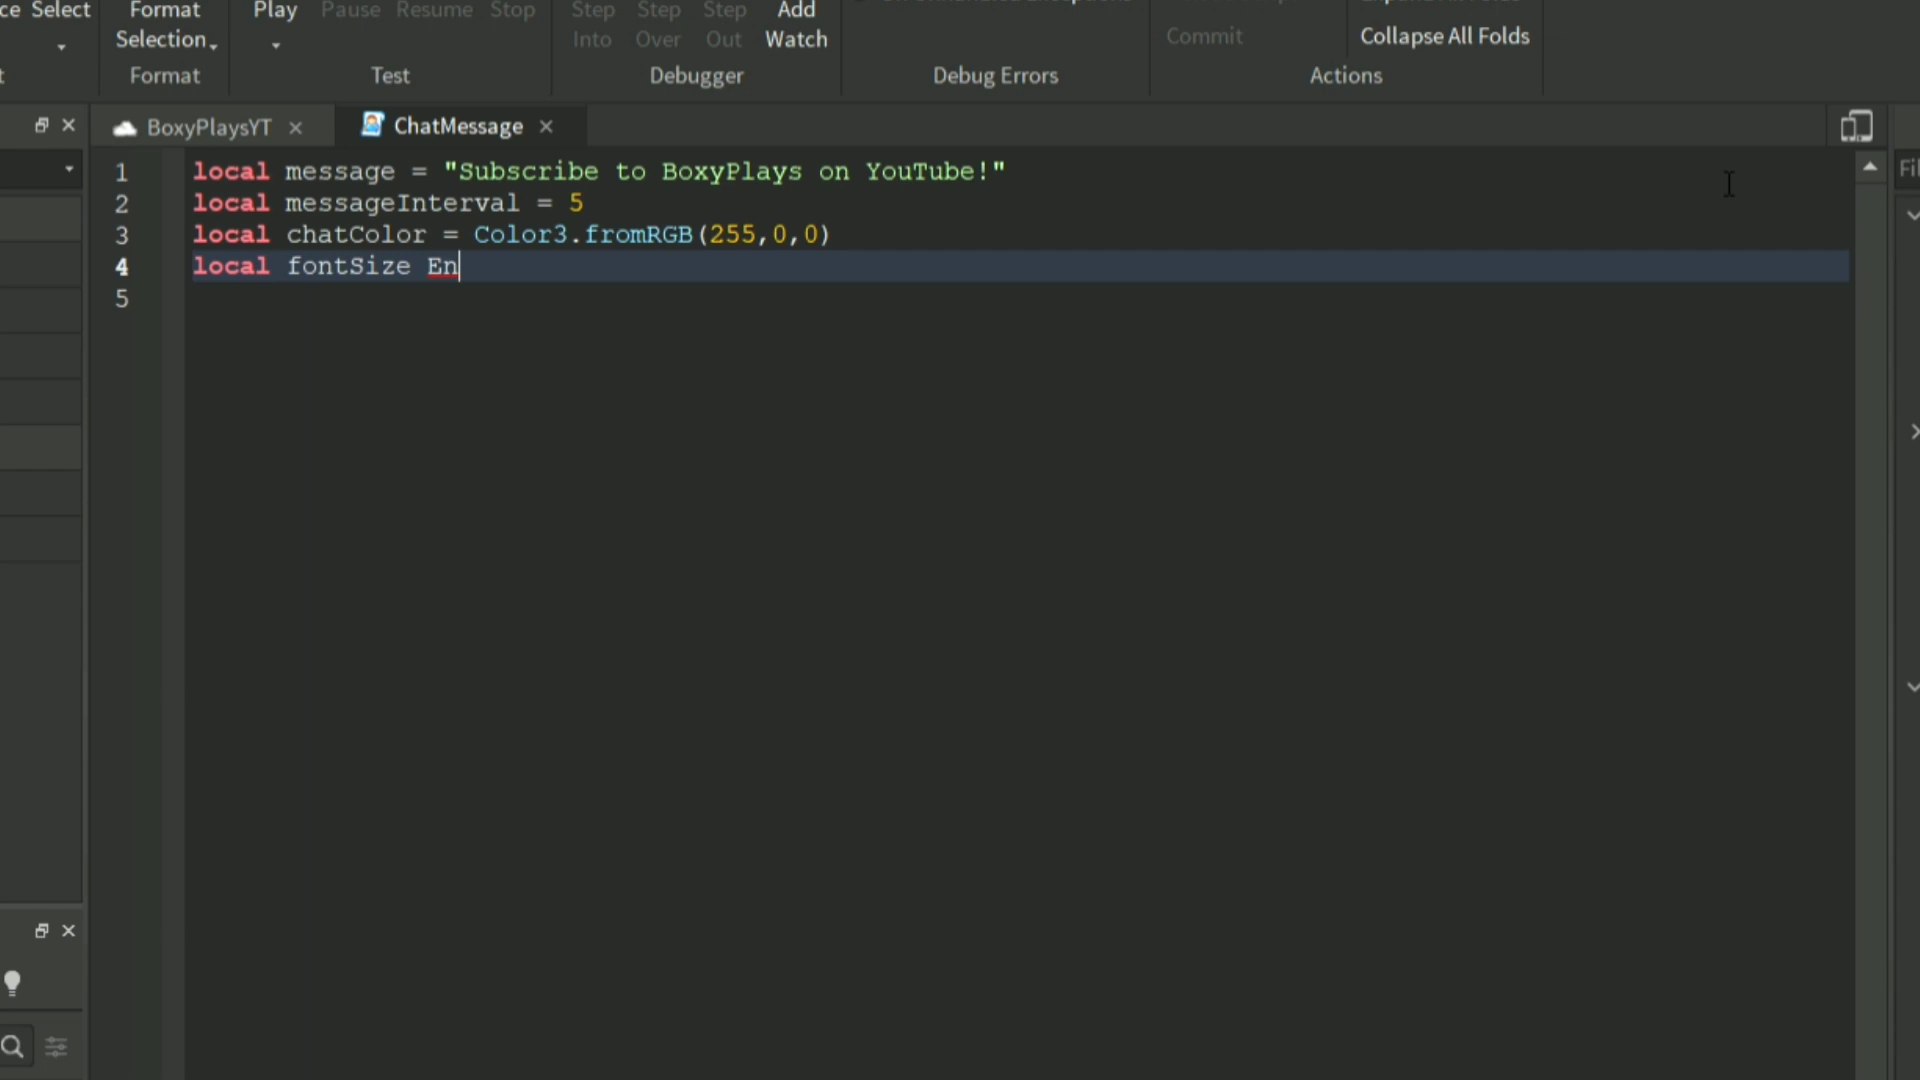 ce Select Format Play Pause Resume Stop Step Step Step Add
Selection Into Over Out Watch Commit Collapse All Folds
t Format Test Debugger Debug Errors Actions
BoxyPlaysYT ChatMessage
Fil
1 local message = "Subscribe to BoxyPlays on YouTube!"
2 local messageInterval = 5
3 local chatColor = Color3.fromRGB(255,0,0)
4 local fontSize En
5